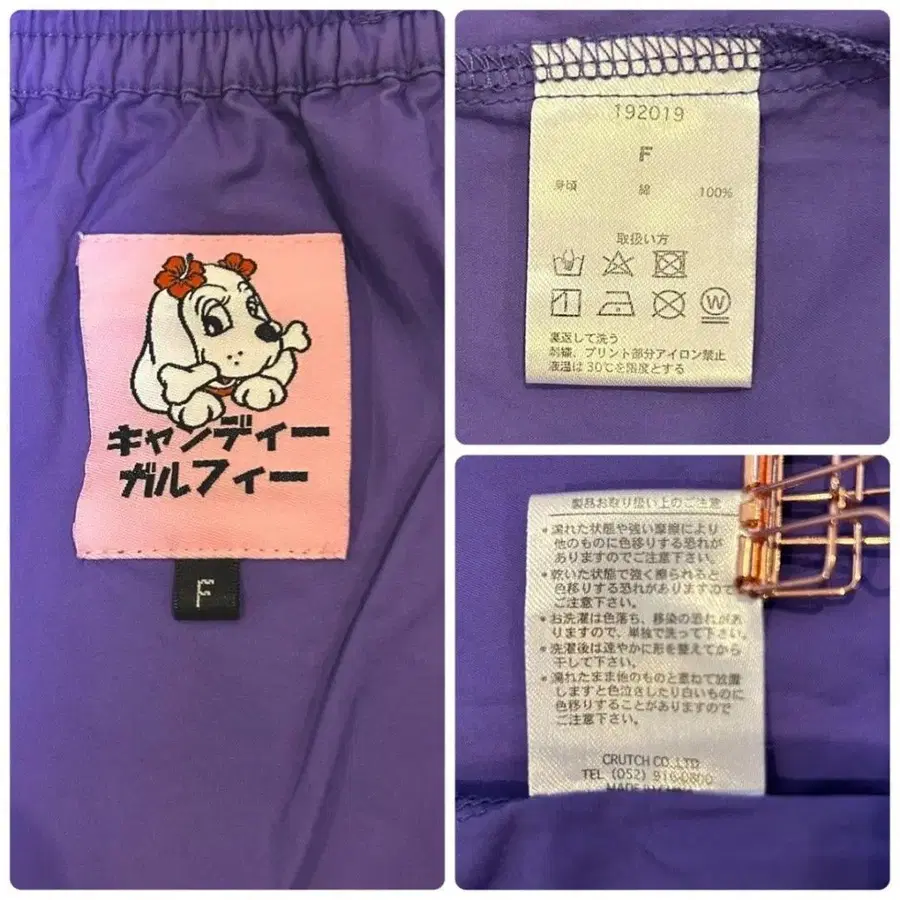 キャンディー
ガルフィー
F
192019
F
身頃 綿 100%
取扱い方
W
裏返して洗う
刺繍、プリント部分アイロン禁止
液温は30℃を限度とする
製品お取り扱い上のご注意
・濡れた状態や強い摩擦により
他のものに色移りする恐れが
ありますのでご注意下さい。
・乾いた状態で強く擦られると
色移りする恐れがありますので
ご注意下さい。
・お洗濯は色落ち、移染の恐れがあ
りますので、単独で洗って下さい。
・洗濯後は速やかに形を整えてから
干して下さい。
・濡れたまま他のものと重ねて放置
しますと色泣きしたり白いものに
色移りすることがありますので
ご注意下さい。
CRUTCH CO.,LTD
TEL (052) 916-0800
MADE IN